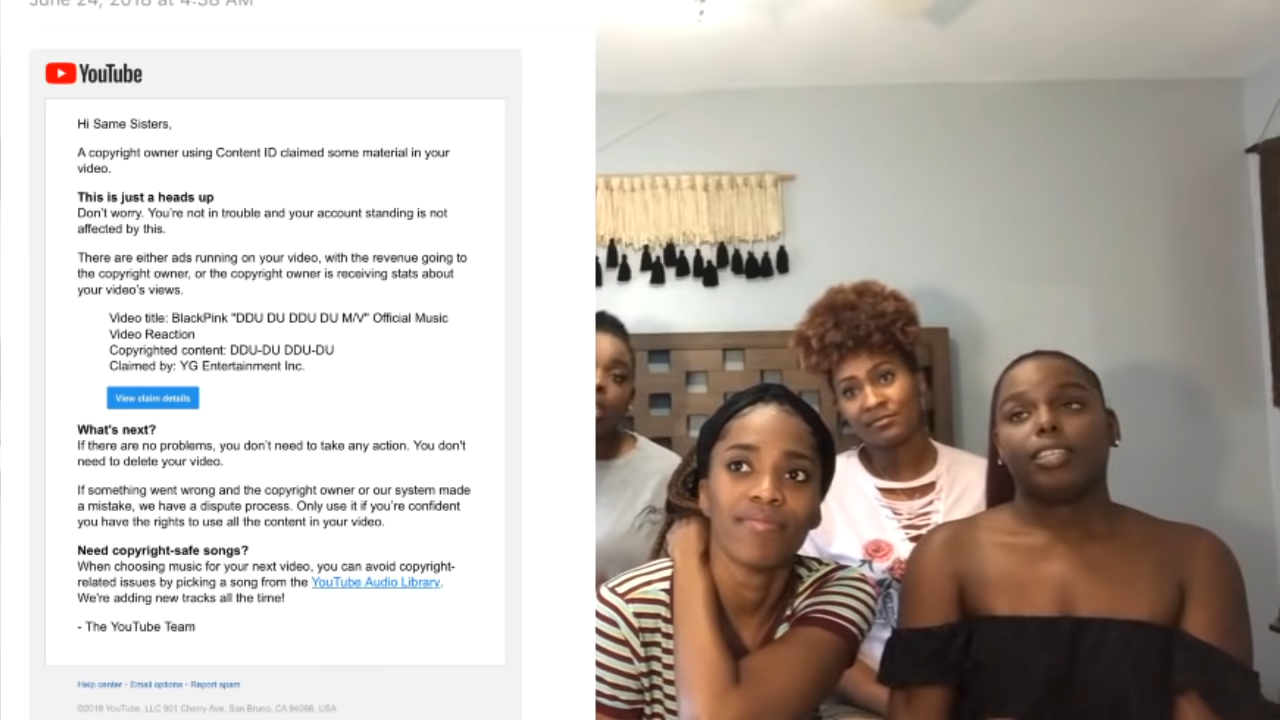 June 24, 2018 at 4:38 AM
YouTube
Hi Same Sisters,
A copyright owner using Content ID claimed some material in your
video.
This is just a heads up
Don't worry. You're not in trouble and your account standing is not
affected by this.
There are either ads running on your video, with the revenue going to
the copyright owner, or the copyright owner is receiving stats about
your video's views.
Video title: BlackPink "DDU DU DDU DU M/V" Official Music
Video Reaction
Copyrighted content: DDU-DU DDU-DU
Claimed by: YG Entertainment Inc.
View claim details
What's next?
If there are no problems, you don't need to take any action. You don't
need to delete your video.
If something went wrong and the copyright owner or our system made
a mistake, we have a dispute process. Only use it if you're confident
you have the rights to use all the content in your video.
Need copyright-safe songs?
When choosing music for your next video, you can avoid copyright-
related issues by picking a song from the YouTube Audio Library.
We're adding new tracks all the time!
- The YouTube Team
Help center - Email options - Report spam
©2018 YouTube, LLC 901 Cherry Ave, San Bruno, CA 94066, USA